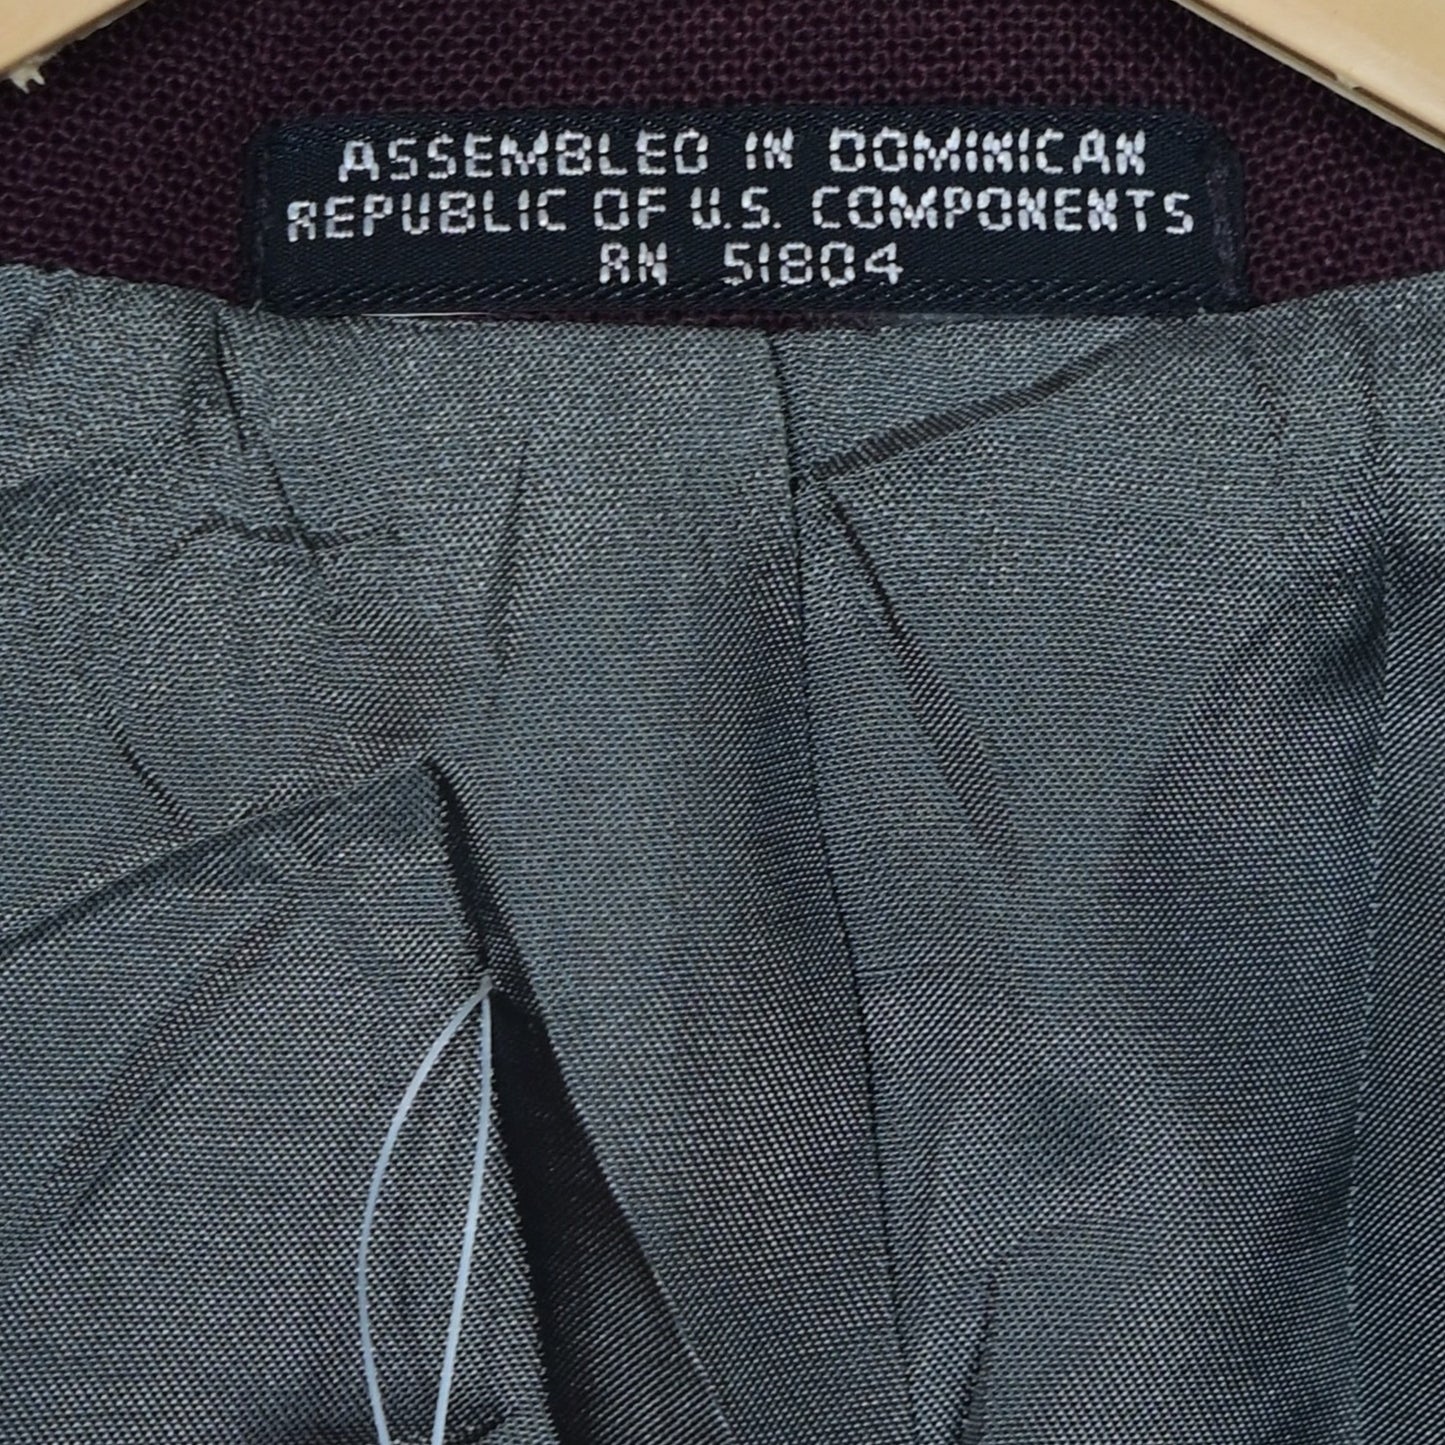 ASSEMBLED IN DOMINICAN
REPUBLIC OF U.S. COMPONENTS
RN 51804